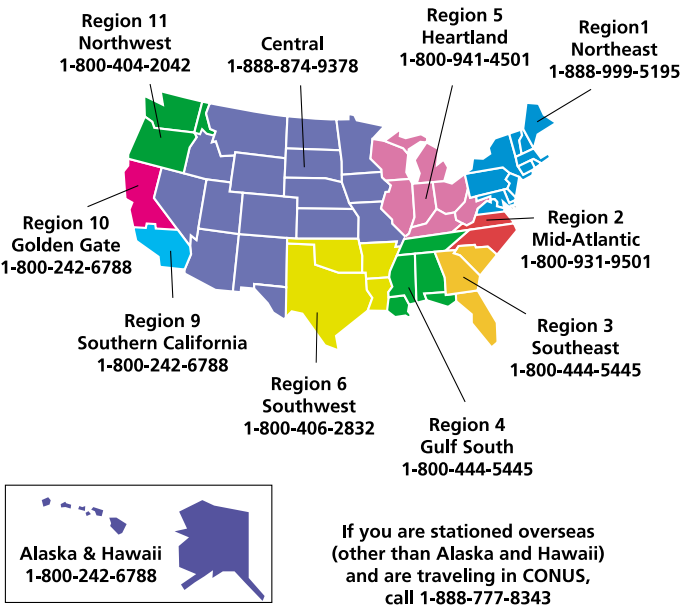 Region 11
Northwest
1-800-404-2042
Central
1-888-874-9378
Region 5
Heartland
1-800-941-4501
Region1
Northeast
1-888-999-5195
Region 10
Golden Gate
1-800-242-6788
Region 2
Mid-Atlantic
1-800-931-9501
Region 9
Southern California
1-800-242-6788
Region 3
Southeast
1-800-444-5445
Region 6
Southwest
1-800-406-2832
Region 4
Gulf South
1-800-444-5445
Alaska & Hawaii
1-800-242-6788
If you are stationed overseas
(other than Alaska and Hawaii)
and are traveling in CONUS,
call 1-888-777-8343